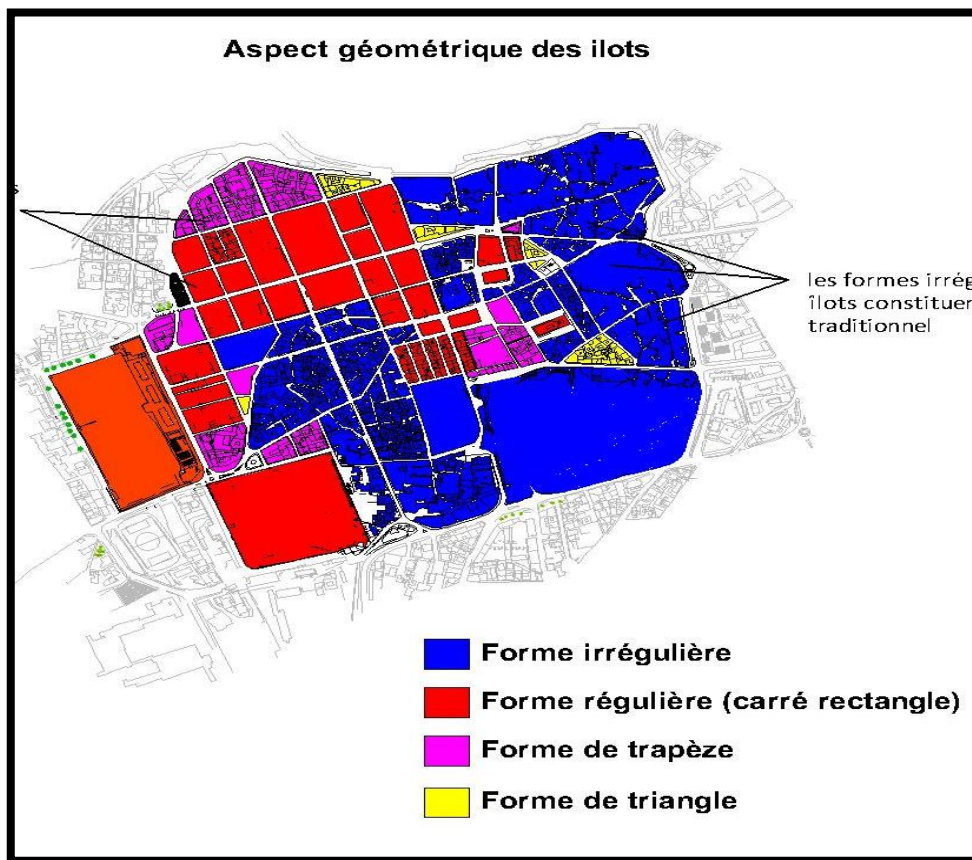 Aspect géométrique des ilots
les formes irrég
îlots constituer
traditionnel
Forme irrégulière
Forme régulière (carré rectangle)
Forme de trapèze
Forme de triangle